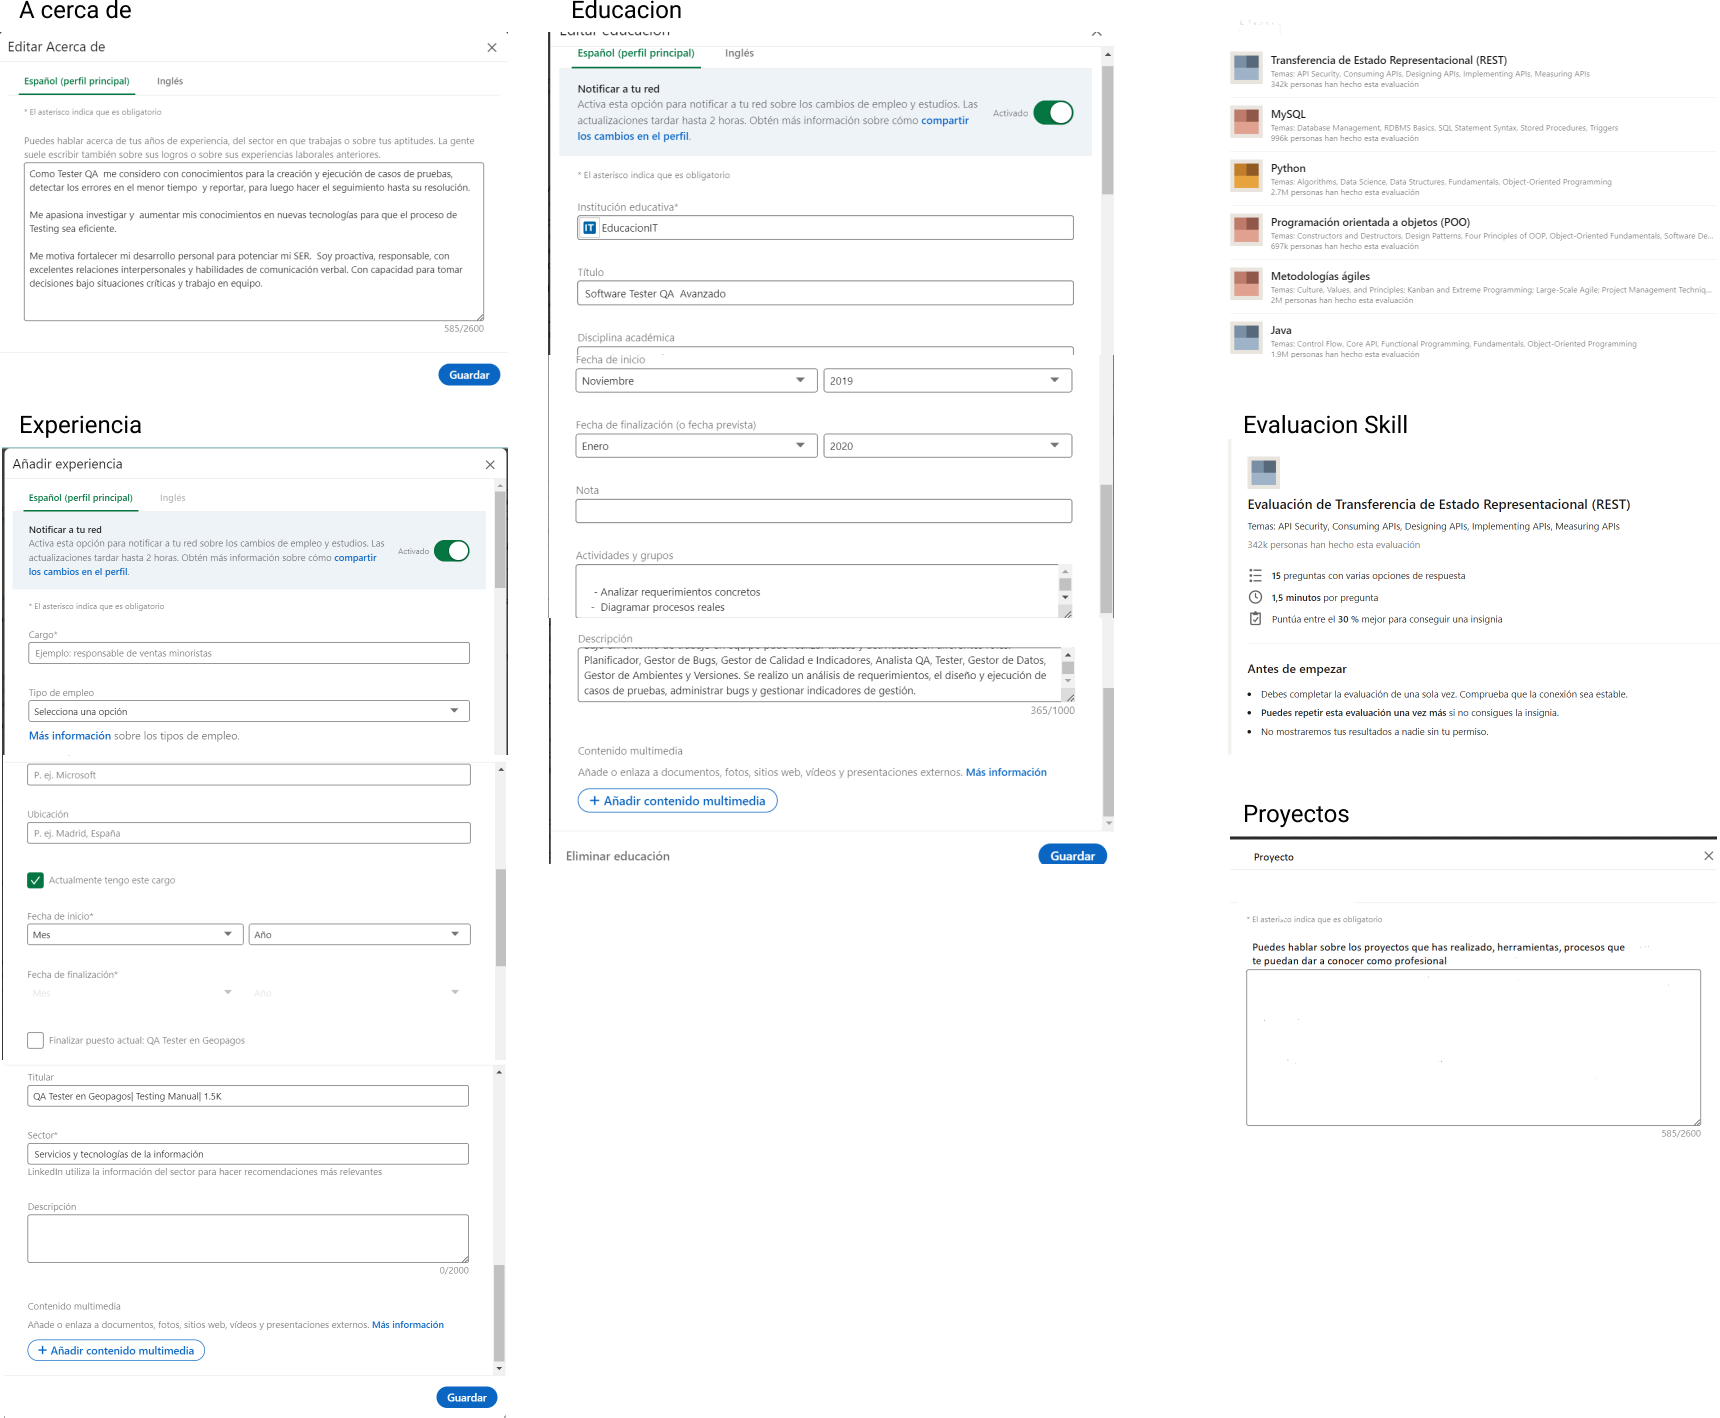 A cerca de
Editar Acerca de
Español (perfil principal)
Inglés
* El asterisco indica que es obligatorio
Puedes hablar acerca de tus años de experiencia, del sector en que trabajas o sobre tus aptitudes. La gente
suele escribir también sobre sus logros o sobre sus experiencias laborales anteriores.
Como Tester QA  me considero con conocimientos para la creación y ejecución de casos de pruebas,
detectar los errores en el menor tiempo  y reportar, para luego hacer el seguimiento hasta su resolución.
Me apasiona investigar y  aumentar mis conocimientos en nuevas tecnologías para que el proceso de
Testing sea eficiente.
Me motiva fortalecer mi desarrollo personal para potenciar mi SER.  Soy proactiva, responsable, con
excelentes relaciones interpersonales y habilidades de comunicación verbal. Con capacidad para tomar
decisiones bajo situaciones críticas y trabajo en equipo.
585/2600
Guardar
Experiencia
Añadir experiencia
Español (perfil principal)
Inglés
Notificar a tu red
Activa esta opción para notificar a tu red sobre los cambios de empleo y estudios. Las
actualizaciones tardar hasta 2 horas. Obtén más información sobre cómo compartir
los cambios en el perfil.
Activado
* El asterisco indica que es obligatorio
Cargo*
Ejemplo: responsable de ventas minoristas
Tipo de empleo
Selecciona una opción
Más información sobre los tipos de empleo.
P. ej. Microsoft
Ubicación
P. ej. Madrid, España
Actualmente tengo este cargo
Fecha de inicio*
Mes
Año
Fecha de finalización*
Mes
Año
Finalizar puesto actual: QA Tester en Geopagos
Titular
QA Tester en Geopagos| Testing Manual| 1.5K
Sector*
Servicios y tecnologías de la información
LinkedIn utiliza la información del sector para hacer recomendaciones más relevantes
Descripción
0/2000
Contenido multimedia
Añade o enlaza a documentos, fotos, sitios web, vídeos y presentaciones externos. Más información
+ Añadir contenido multimedia
Guardar
Educacion
Editar educación
Español (perfil principal)
Inglés
Notificar a tu red
Activa esta opción para notificar a tu red sobre los cambios de empleo y estudios. Las
actualizaciones tardar hasta 2 horas. Obtén más información sobre cómo compartir
los cambios en el perfil.
Activado
* El asterisco indica que es obligatorio
Institución educativa*
IT EducacionIT
Título
Software Tester QA  Avanzado
Disciplina académica
Fecha de inicio
Noviembre
2019
Fecha de finalización (o fecha prevista)
Enero
2020
Nota
Actividades y grupos
- Analizar requerimientos concretos
- Diagramar procesos reales
Descripción
Planificador, Gestor de Bugs, Gestor de Calidad e Indicadores, Analista QA, Tester, Gestor de Datos,
Gestor de Ambientes y Versiones. Se realizo un análisis de requerimientos, el diseño y ejecución de
casos de pruebas, administrar bugs y gestionar indicadores de gestión.
365/1000
Contenido multimedia
Añade o enlaza a documentos, fotos, sitios web, vídeos y presentaciones externos. Más información
+ Añadir contenido multimedia
Eliminar educación
Guardar
Transferencia de Estado Representacional (REST)
Temas: API Security, Consuming APIs, Designing APIs, Implementing APIs, Measuring APIs
342k personas han hecho esta evaluación
MySQL
Temas: Database Management, RDBMS Basics, SQL Statement Syntax, Stored Procedures, Triggers
996k personas han hecho esta evaluación
Python
Temas: Algorithms, Data Science, Data Structures, Fundamentals, Object-Oriented Programming
2.7M personas han hecho esta evaluación
Programación orientada a objetos (POO)
Temas: Constructors and Destructors, Design Patterns, Four Principles of OOP, Object-Oriented Fundamentals, Software De...
697k personas han hecho esta evaluación
Metodologías ágiles
Temas: Culture, Values, and Principles; Kanban and Extreme Programming; Large-Scale Agile; Project Management Techniq...
2M personas han hecho esta evaluación
Java
Temas: Control Flow, Core API, Functional Programming, Fundamentals, Object-Oriented Programming
1.9M personas han hecho esta evaluación
Evaluacion Skill
Evaluación de Transferencia de Estado Representacional (REST)
Temas: API Security, Consuming APIs, Designing APIs, Implementing APIs, Measuring APIs
342k personas han hecho esta evaluación
15 preguntas con varias opciones de respuesta
1,5 minutos por pregunta
Puntúa entre el 30 % mejor para conseguir una insignia
Antes de empezar
• Debes completar la evaluación de una sola vez. Comprueba que la conexión sea estable.
• Puedes repetir esta evaluación una vez más si no consigues la insignia.
• No mostraremos tus resultados a nadie sin tu permiso.
Proyectos
Proyecto
* El asterisco indica que es obligatorio
Puedes hablar sobre los proyectos que has realizado, herramientas, procesos que
te puedan dar a conocer como profesional
585/2600